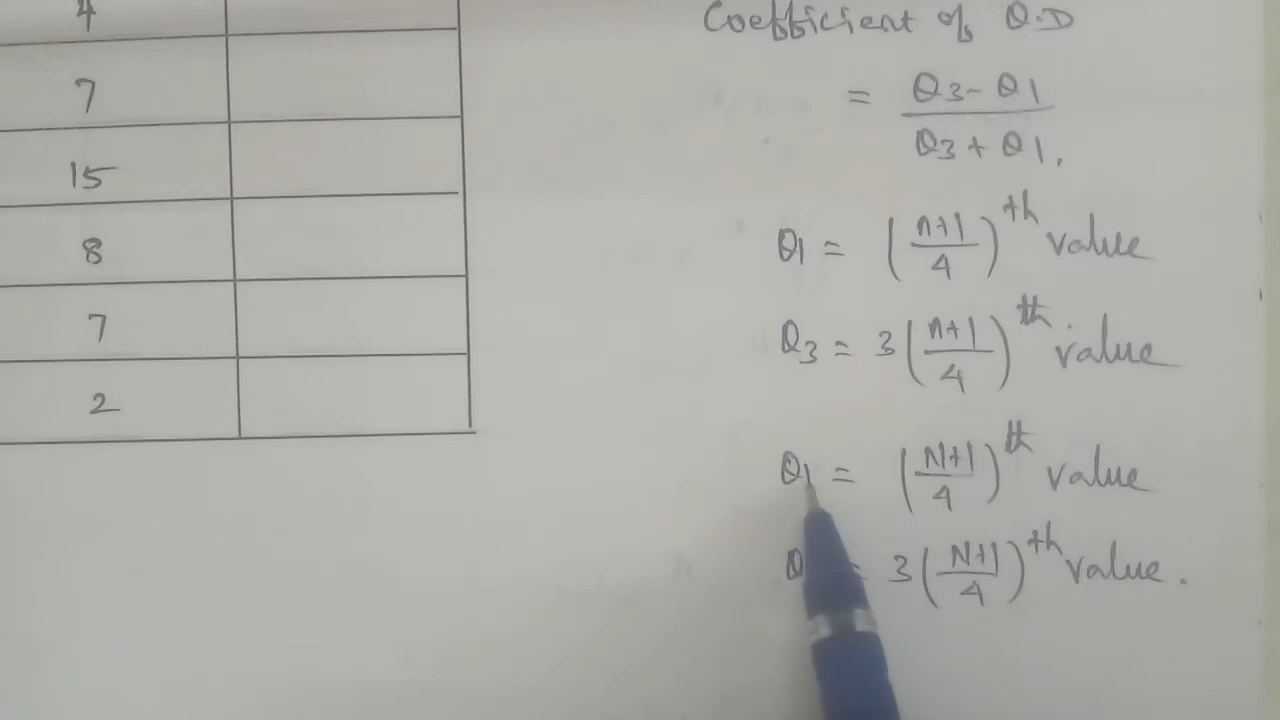 4
7
15
8
7
2
Coefficient of Q.D
= Q3 - Q1 / Q3 + Q1.
Q1 = (n+1 / 4)th value
Q3 = 3(n+1 / 4)th value
Q1 = (N+1 / 4)th value
Q = 3(N+1 / 4)th value.